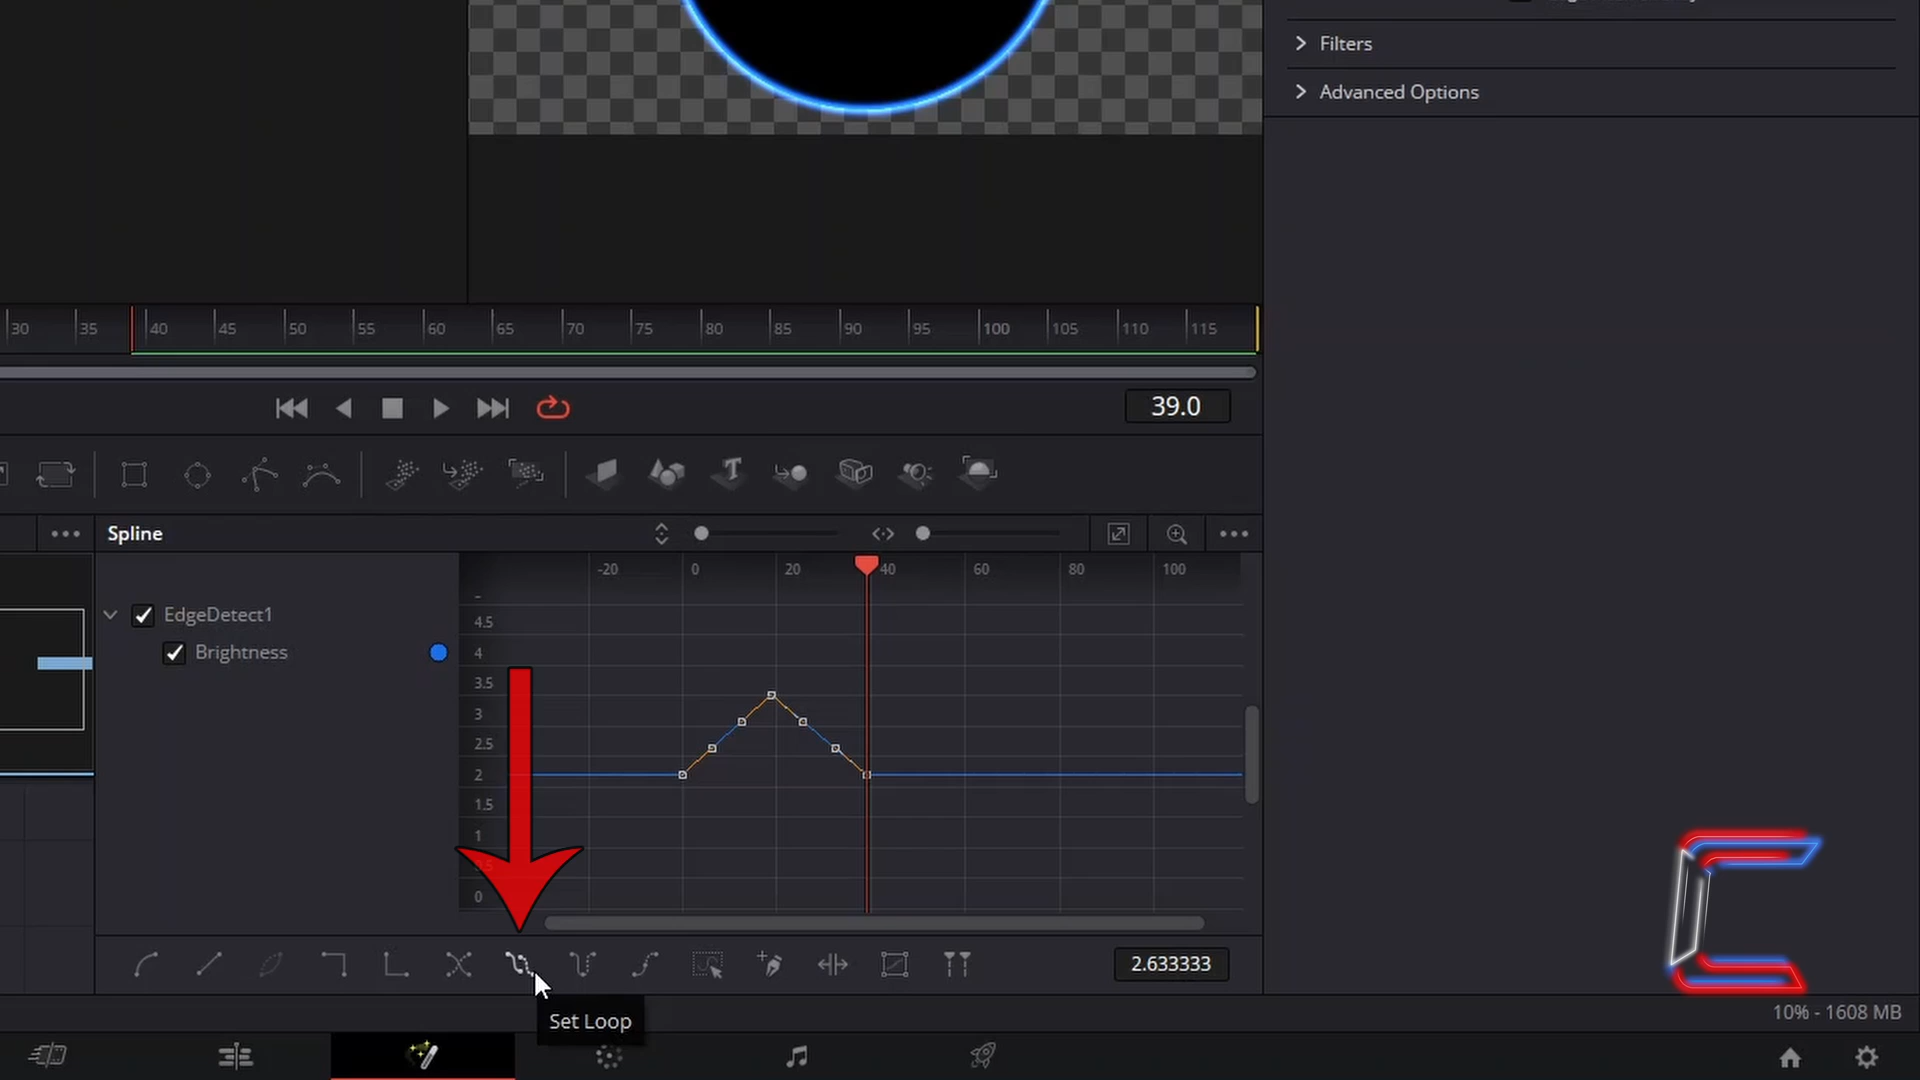 Filters
Advanced Options
30 35 40 45 50 55 60 65 70 75 80 85 90 95 100 105 110 115
39.0
Spline
-20 0 20 40 60 80 100
EdgeDetect1
Brightness
4.5
4
3.5
3
2.5
2
1.5
1
0
2.633333
Set Loop
10% - 1608 MB